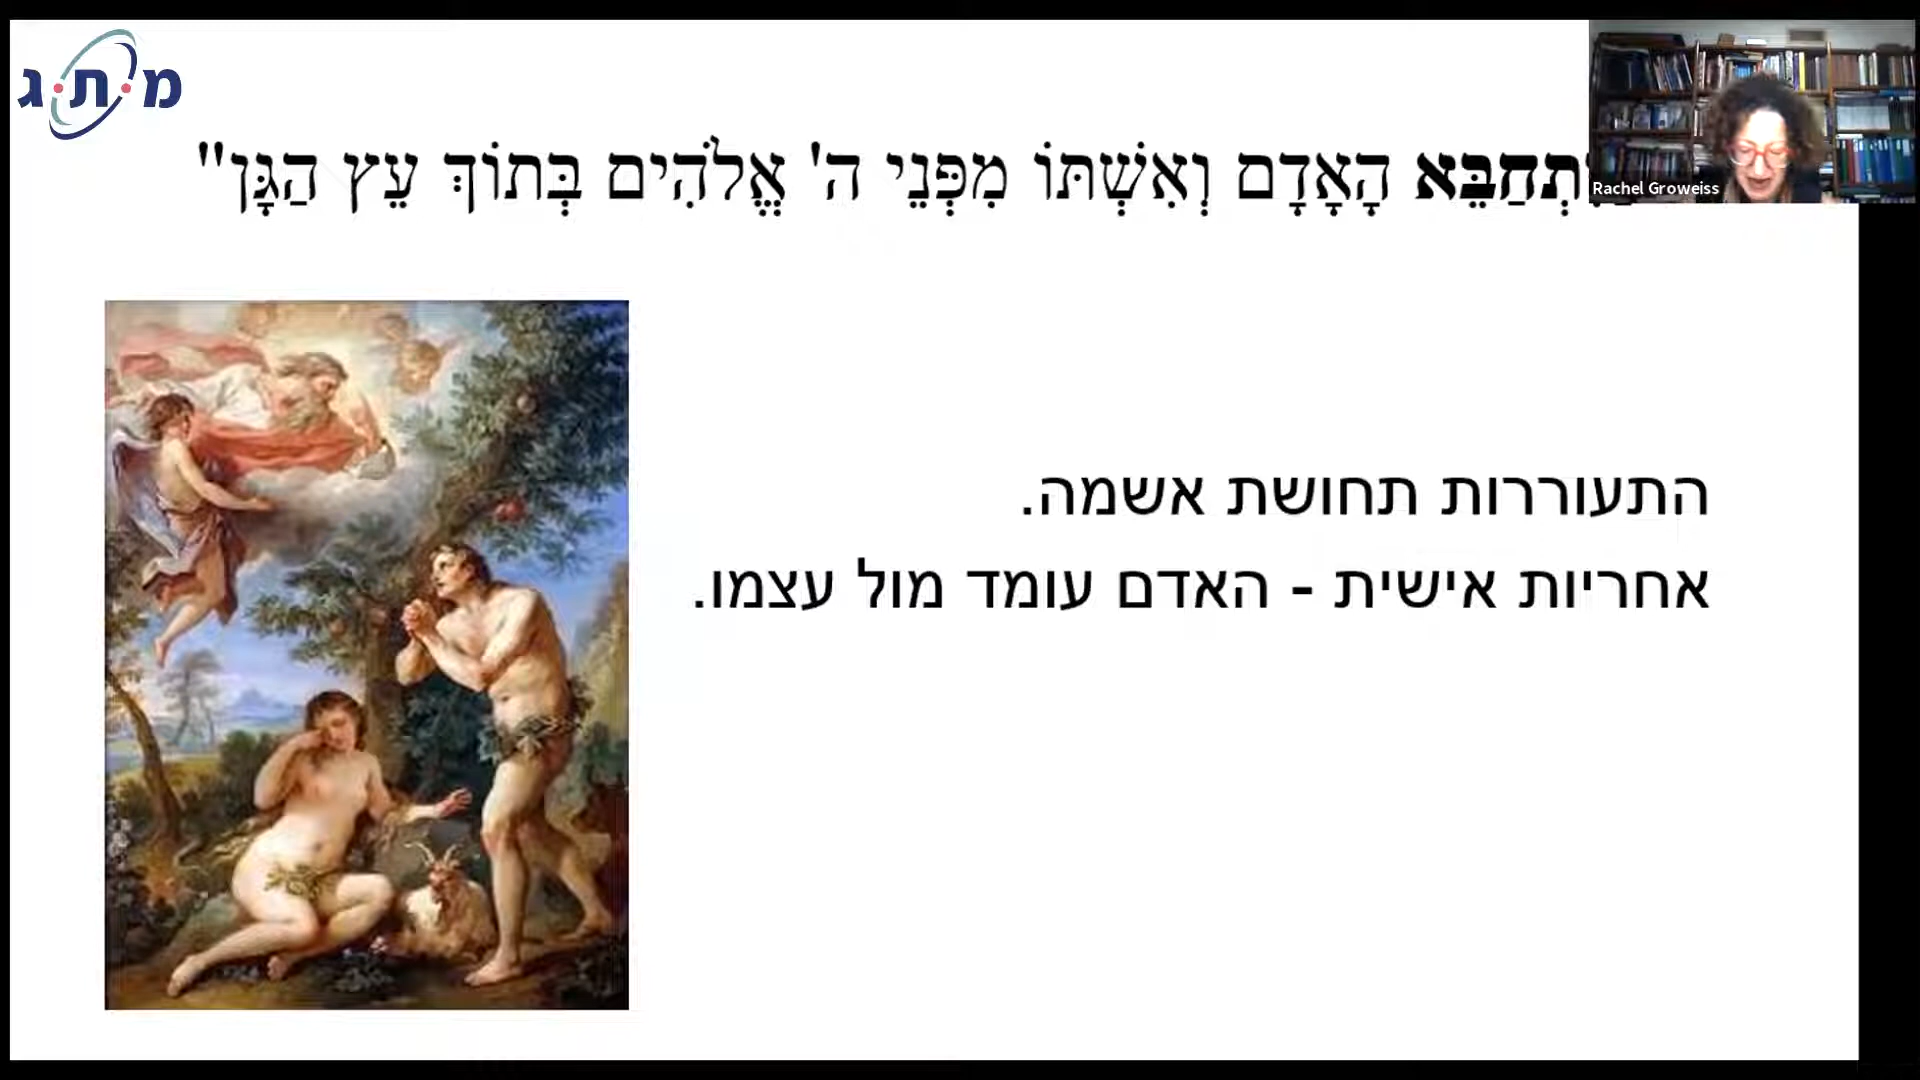 מ.ת.ג
הָאָדָם וְאִשְׁתּוֹ מִפְּנֵי ה' אֱלֹהִים בְּתוֹךְ עֵץ הַגָּן"
Rachel Groweiss
התעוררות תחושת אשמה.
אחריות אישית - האדם עומד מול עצמו.